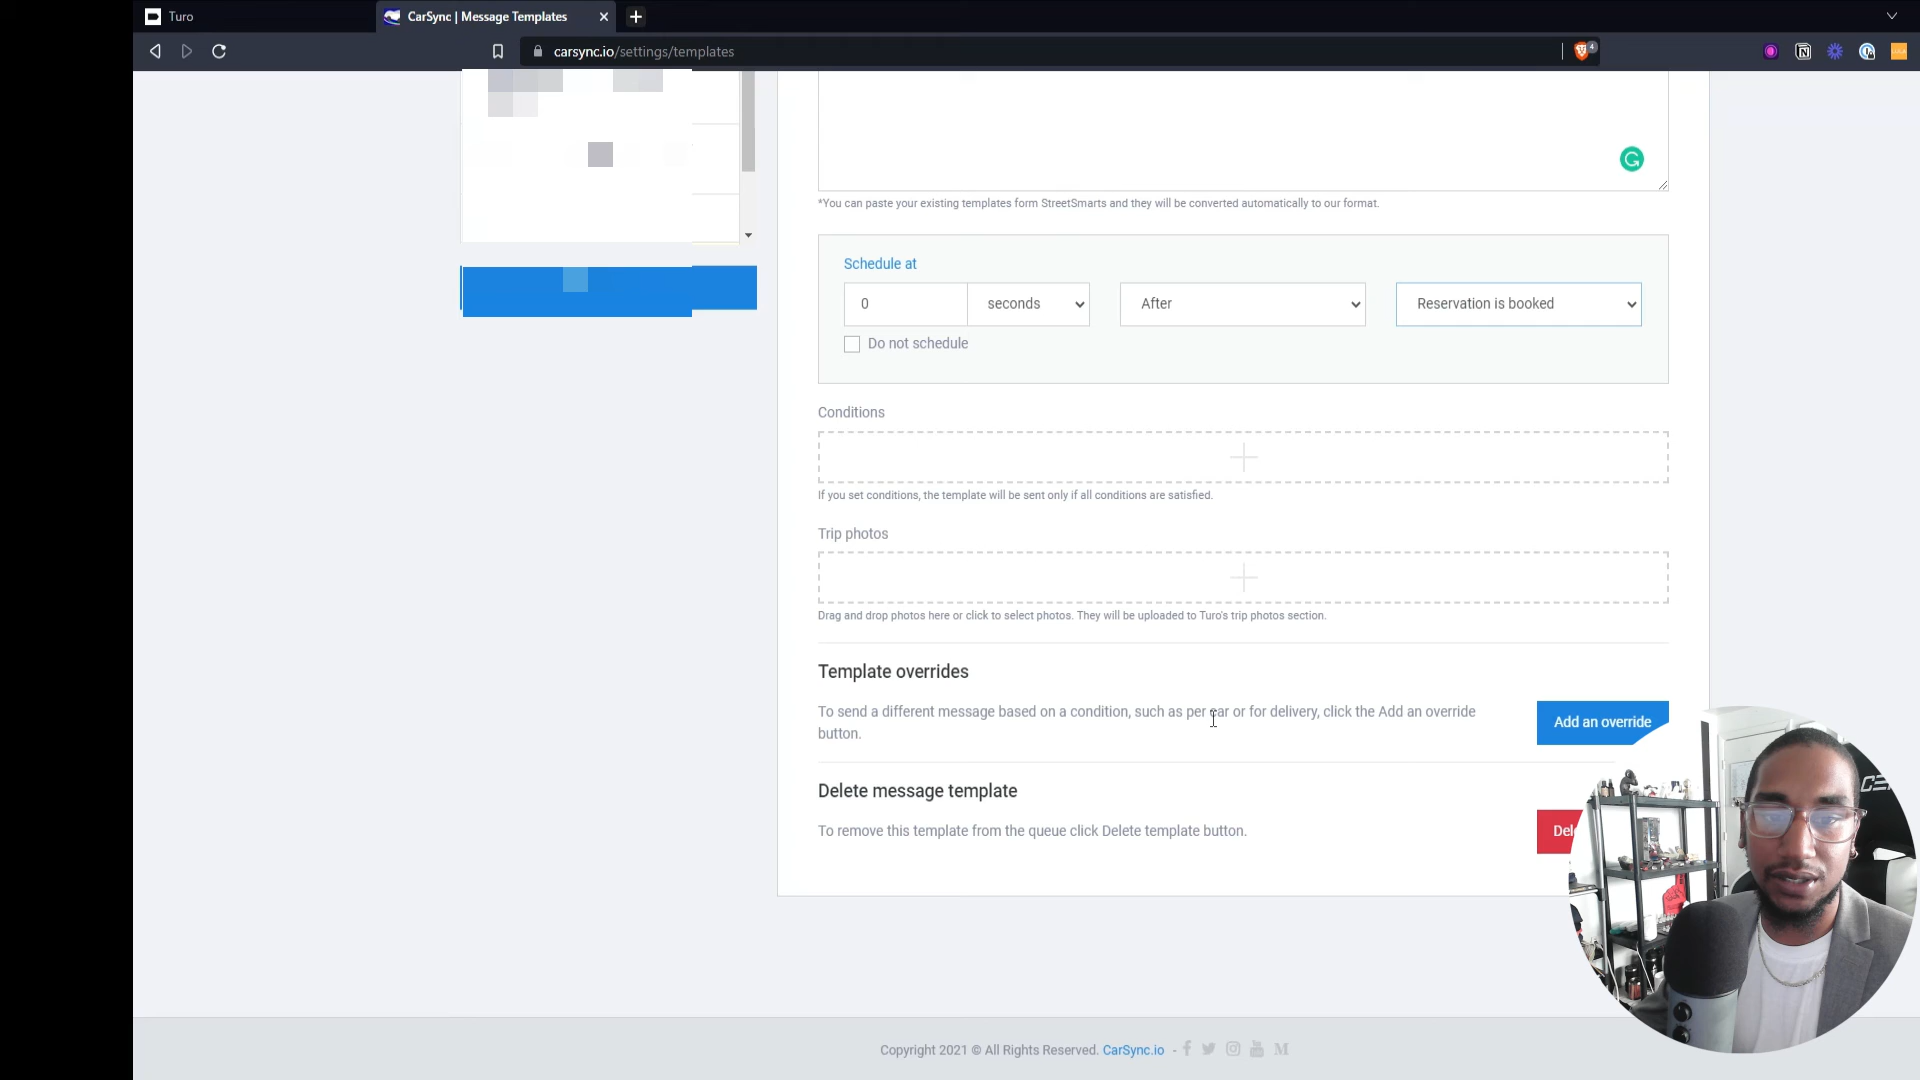 Turo
CarSync | Message Templates
carsync.io/settings/templates
4
*You can paste your existing templates form StreetSmarts and they will be converted automatically to our format.
Schedule at
0 seconds After Reservation is booked
Do not schedule
Conditions
If you set conditions, the template will be sent only if all conditions are satisfied.
Trip photos
Drag and drop photos here or click to select photos. They will be uploaded to Turo's trip photos section.
Template overrides
To send a different message based on a condition, such as per car or for delivery, click the Add an override
button.
Add an override
Delete message template
To remove this template from the queue click Delete template button.
Copyright 2021 © All Rights Reserved. CarSync.io -